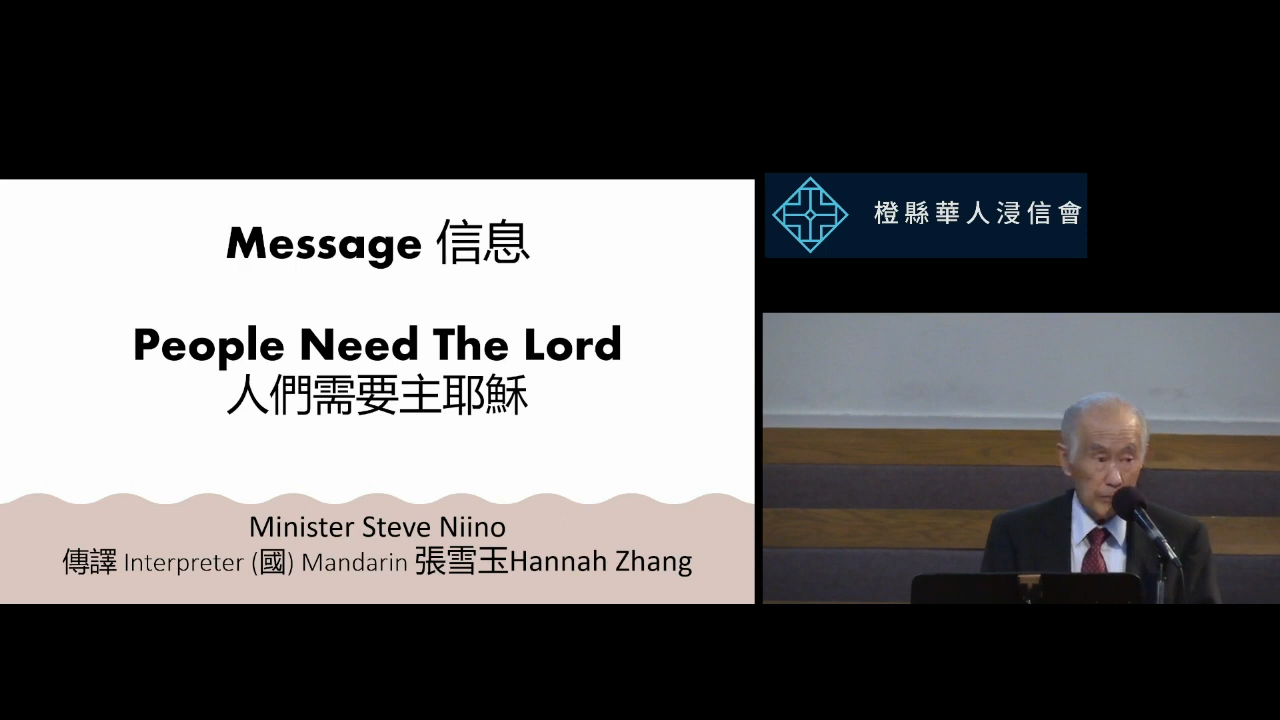 Message 信息
People Need The Lord
人們需要主耶穌
Minister Steve Niino
傳譯 Interpreter (國) Mandarin 張雪玉Hannah Zhang
橙縣華人浸信會